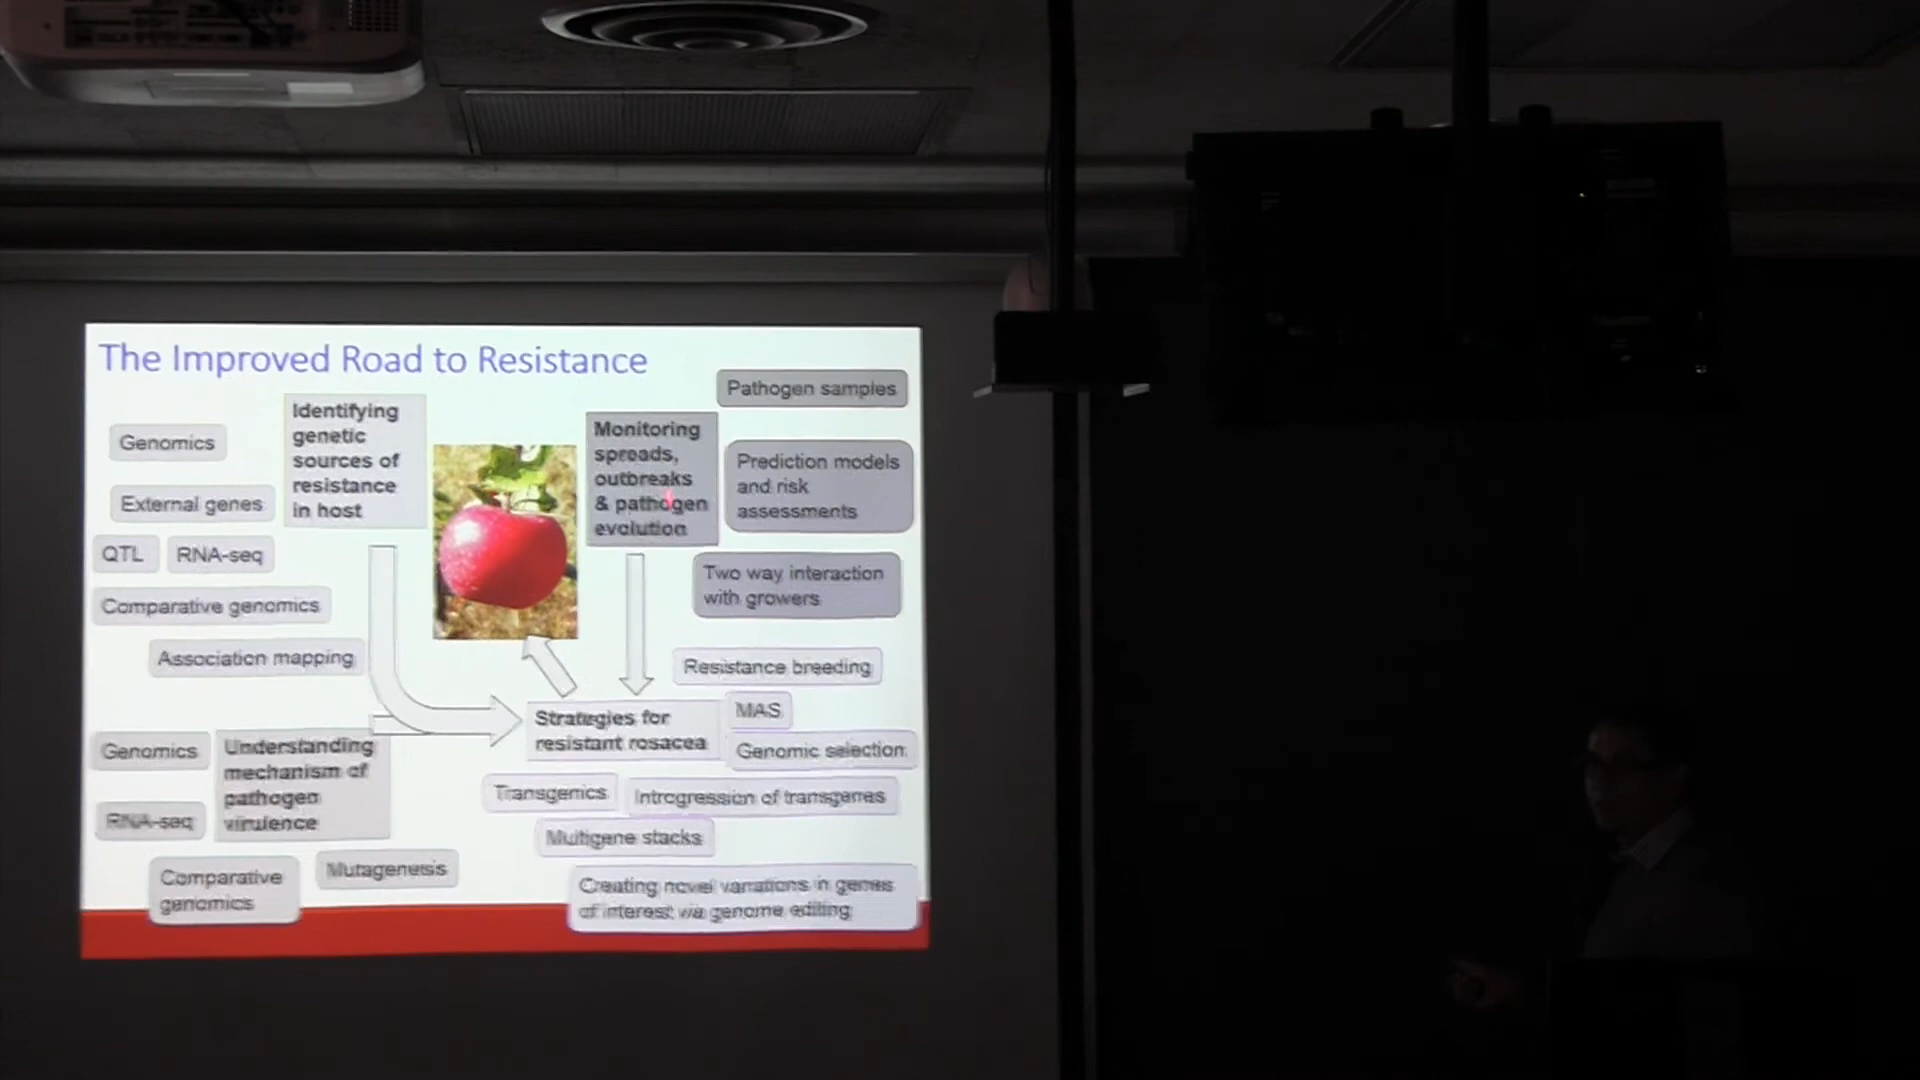 The Improved Road to Resistance
Pathogen samples
Identifying
genetic
sources of
resistance
in host
Genomics
External genes
QTL
RNA-seq
Comparative genomics
Association mapping
Monitoring
spreads,
outbreaks
& pathogen
evolution
Prediction models
and risk
assessments
Two way interaction
with growers
Resistance breeding
Strategies for
resistant rosacea
MAS
Genomic selection
Transgenics
Introgression of transgenes
Multigene stacks
Creating novel variations in genes
of interest via genome editing
Genomics
Understanding
mechanism of
pathogen
virulence
RNA-seq
Comparative
genomics
Mutagenesis